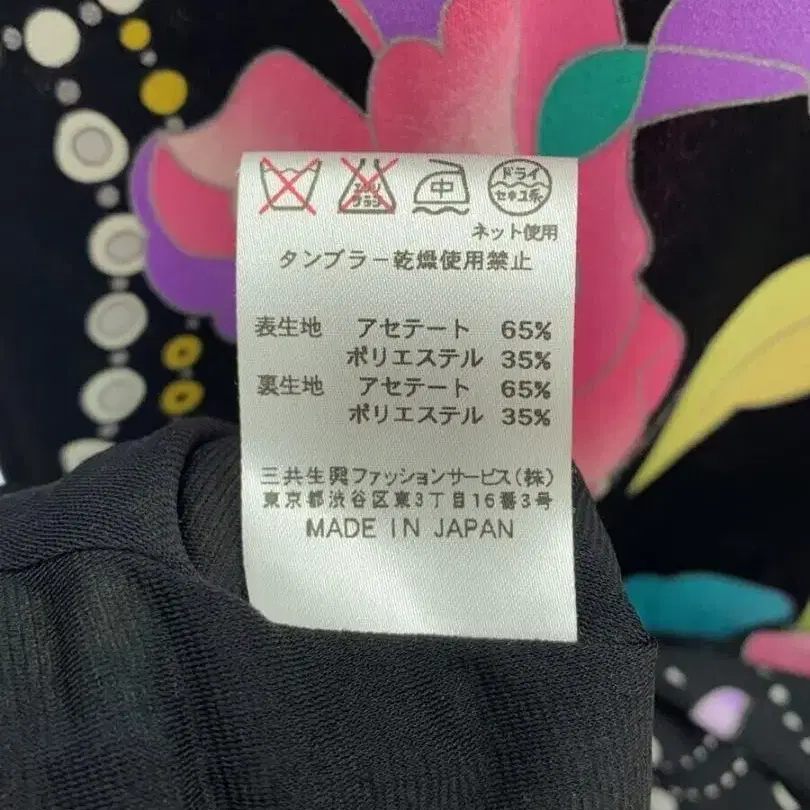 エンソ
サラシ
中
ドライ
セキユ系
ネット使用
タンブラー乾燥使用禁止
表生地 アセテート 65%
ポリエステル 35%
裏生地 アセテート 65%
ポリエステル 35%
三共生興ファッションサービス(株)
東京都渋谷区東3丁目16番3号
MADE IN JAPAN